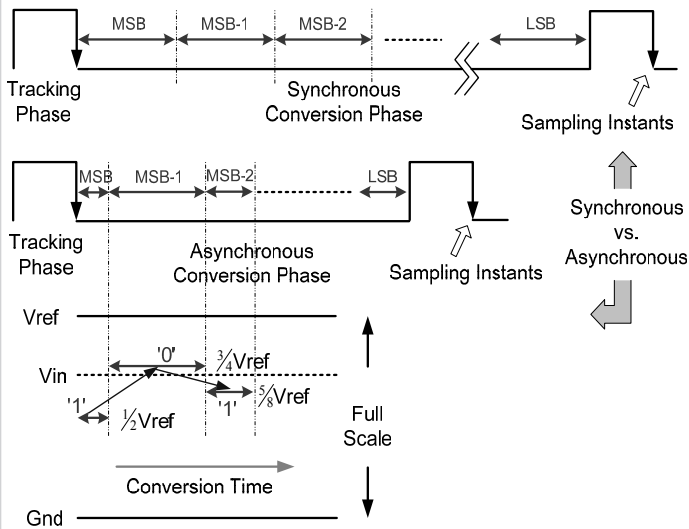 MSB
MSB-1
MSB-2
LSB
Tracking
Phase
Synchronous
Conversion Phase
Sampling Instants
MSB
MSB-1
MSB-2
LSB
Tracking
Phase
Asynchronous
Conversion Phase
Sampling Instants
Synchronous
vs.
Asynchronous
Vref
'0'
3/4Vref
Vin
'1'
1/2Vref
'1'
5/8Vref
Full
Scale
Conversion Time
Gnd